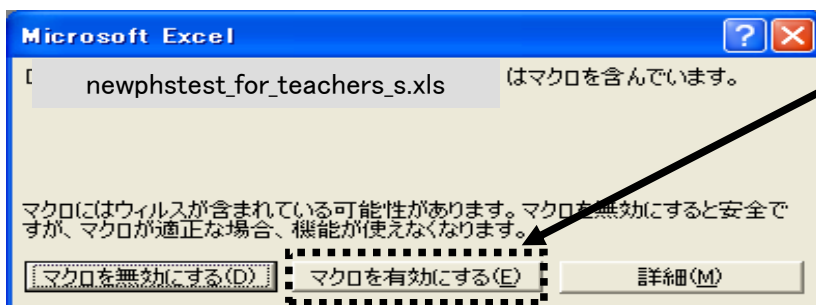 Microsoft Excel
newphstest_for_teachers_s.xls はマクロを含んでいます。
マクロにはウィルスが含まれている可能性があります。マクロを無効にすると安全で
すが、マクロが適正な場合、機能が使えなくなります。
マクロを無効にする(D) マクロを有効にする(E) 詳細(M)